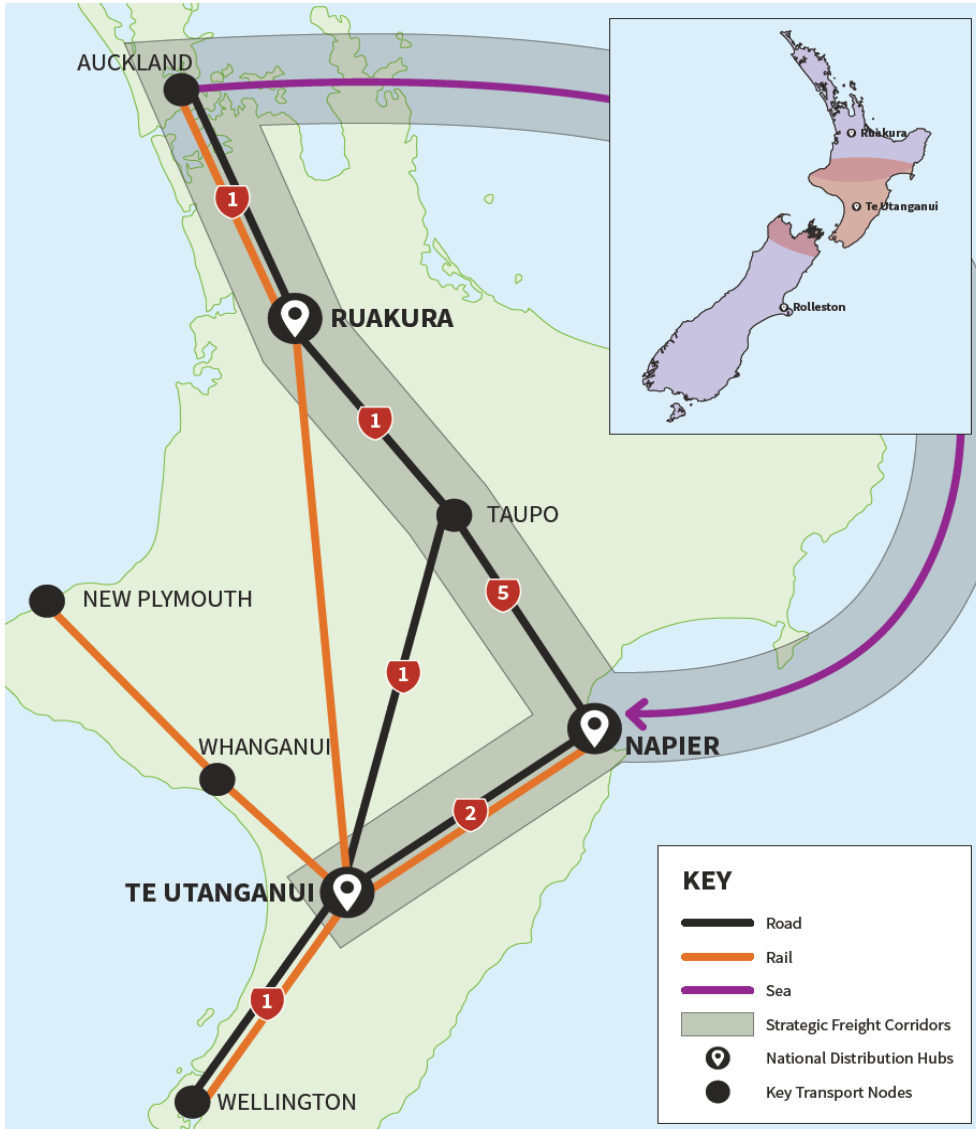 AUCKLAND
Ruakura
Te Utanganui
1
Rolleston
RUAKURA
1
TAUPO
5
NEW PLYMOUTH
1
WHANGANUI
NAPIER
2
TE UTANGANUI
1
WELLINGTON
KEY
Road
Rail
Sea
Strategic Freight Corridors
National Distribution Hubs
Key Transport Nodes